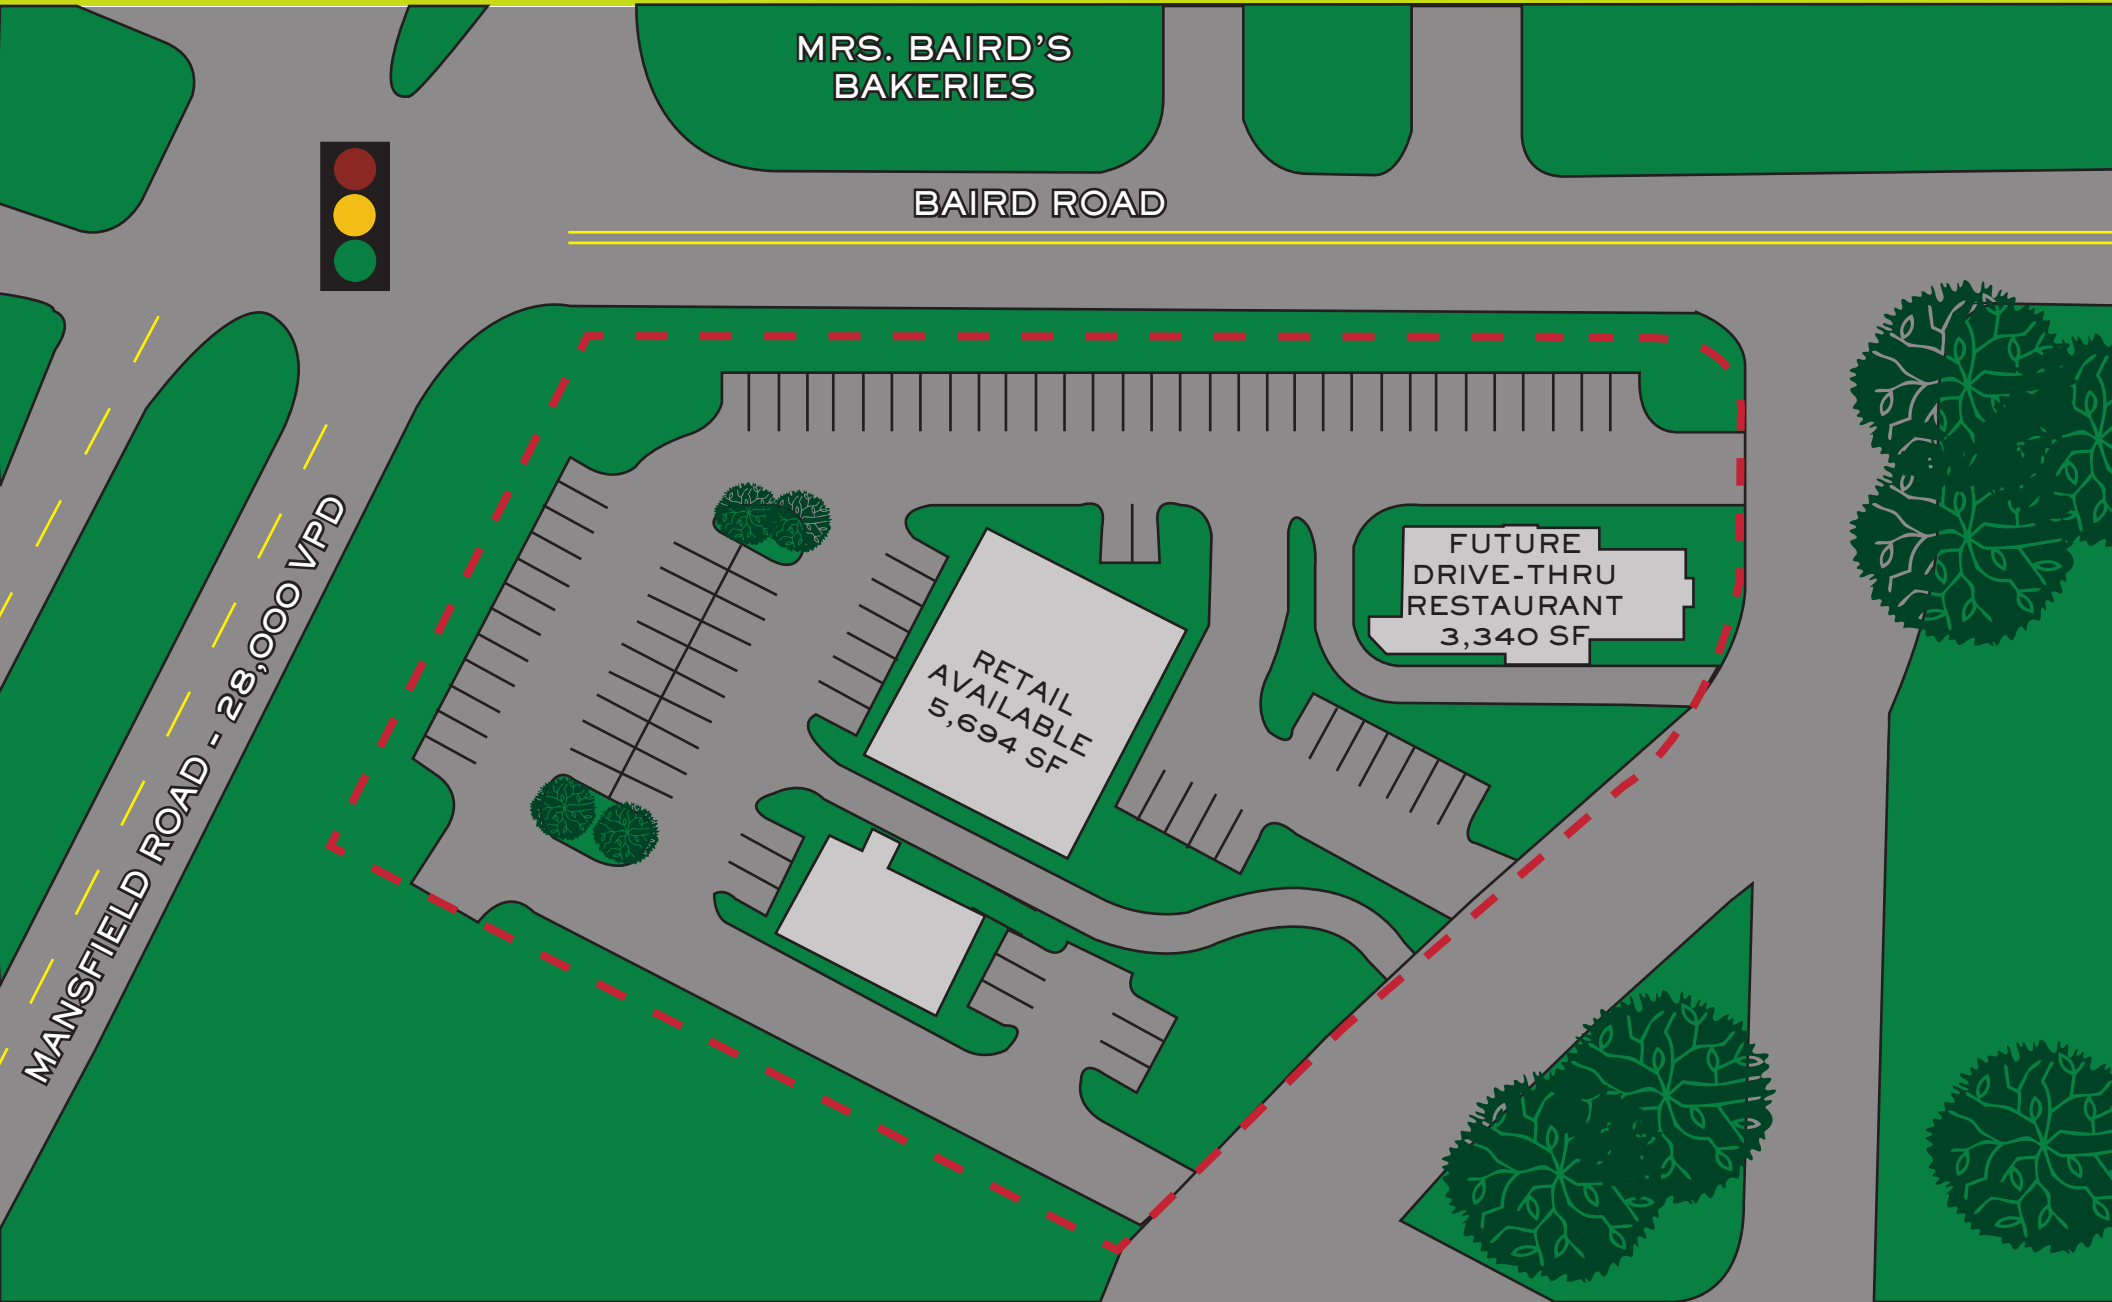 MRS. BAIRD'S
BAKERIES
BAIRD ROAD
MANSFIELD ROAD - 28,000 VPD
FUTURE
DRIVE-THRU
RESTAURANT
3,340 SF
RETAIL
AVAILABLE
5,694 SF